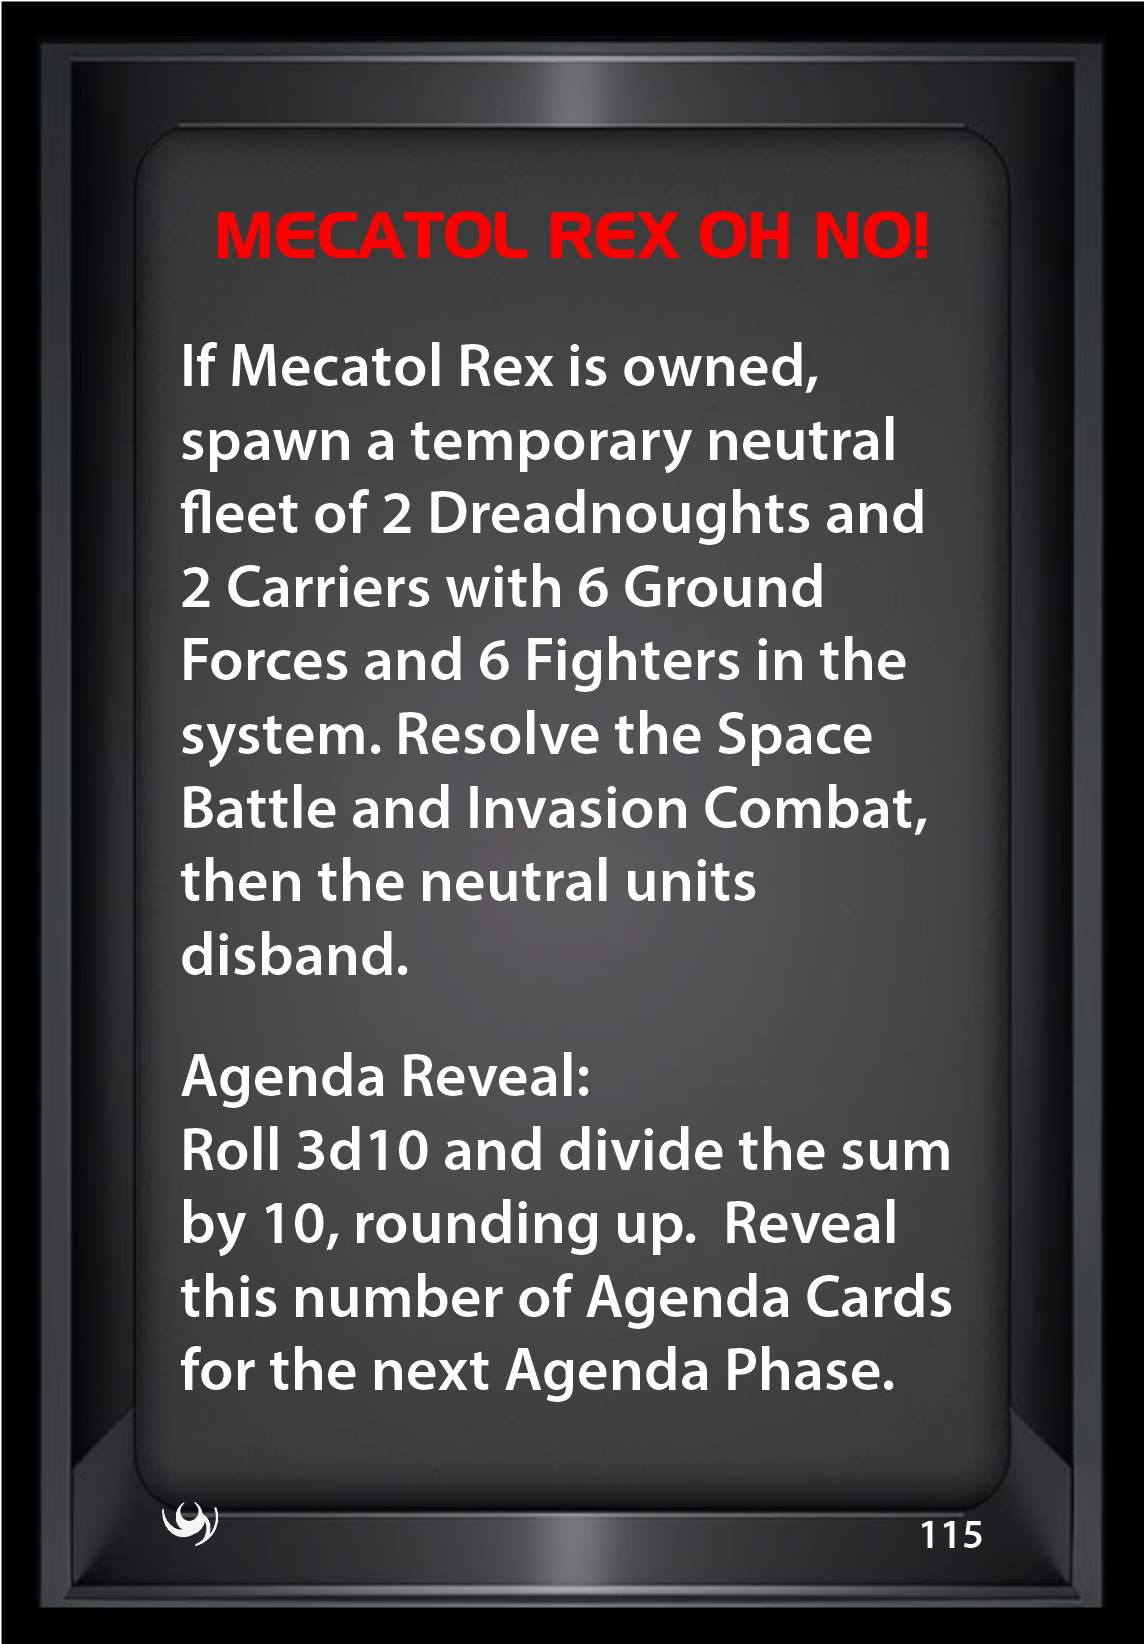 MECATOL REX OH NO!
If Mecatol Rex is owned,
spawn a temporary neutral
fleet of 2 Dreadnoughts and
2 Carriers with 6 Ground
Forces and 6 Fighters in the
system. Resolve the Space
Battle and Invasion Combat,
then the neutral units
disband.
Agenda Reveal:
Roll 3d10 and divide the sum
by 10, rounding up.  Reveal
this number of Agenda Cards
for the next Agenda Phase.
115